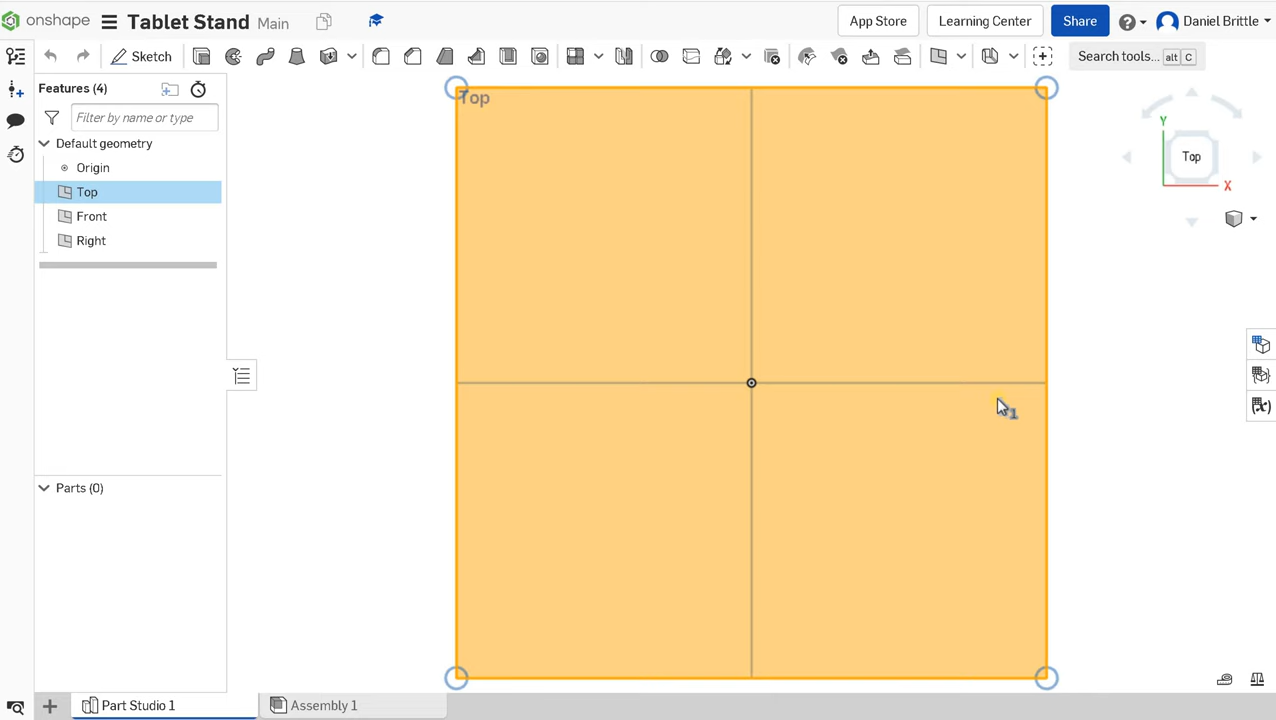 onshape Tablet Stand Main App Store Learning Center Share Daniel Brittle
Sketch Search tools... alt C
Features (4)
Filter by name or type
Default geometry
Origin
Top
Front
Right
Parts (0)
Top
Y
Top
X
1
Part Studio 1 Assembly 1